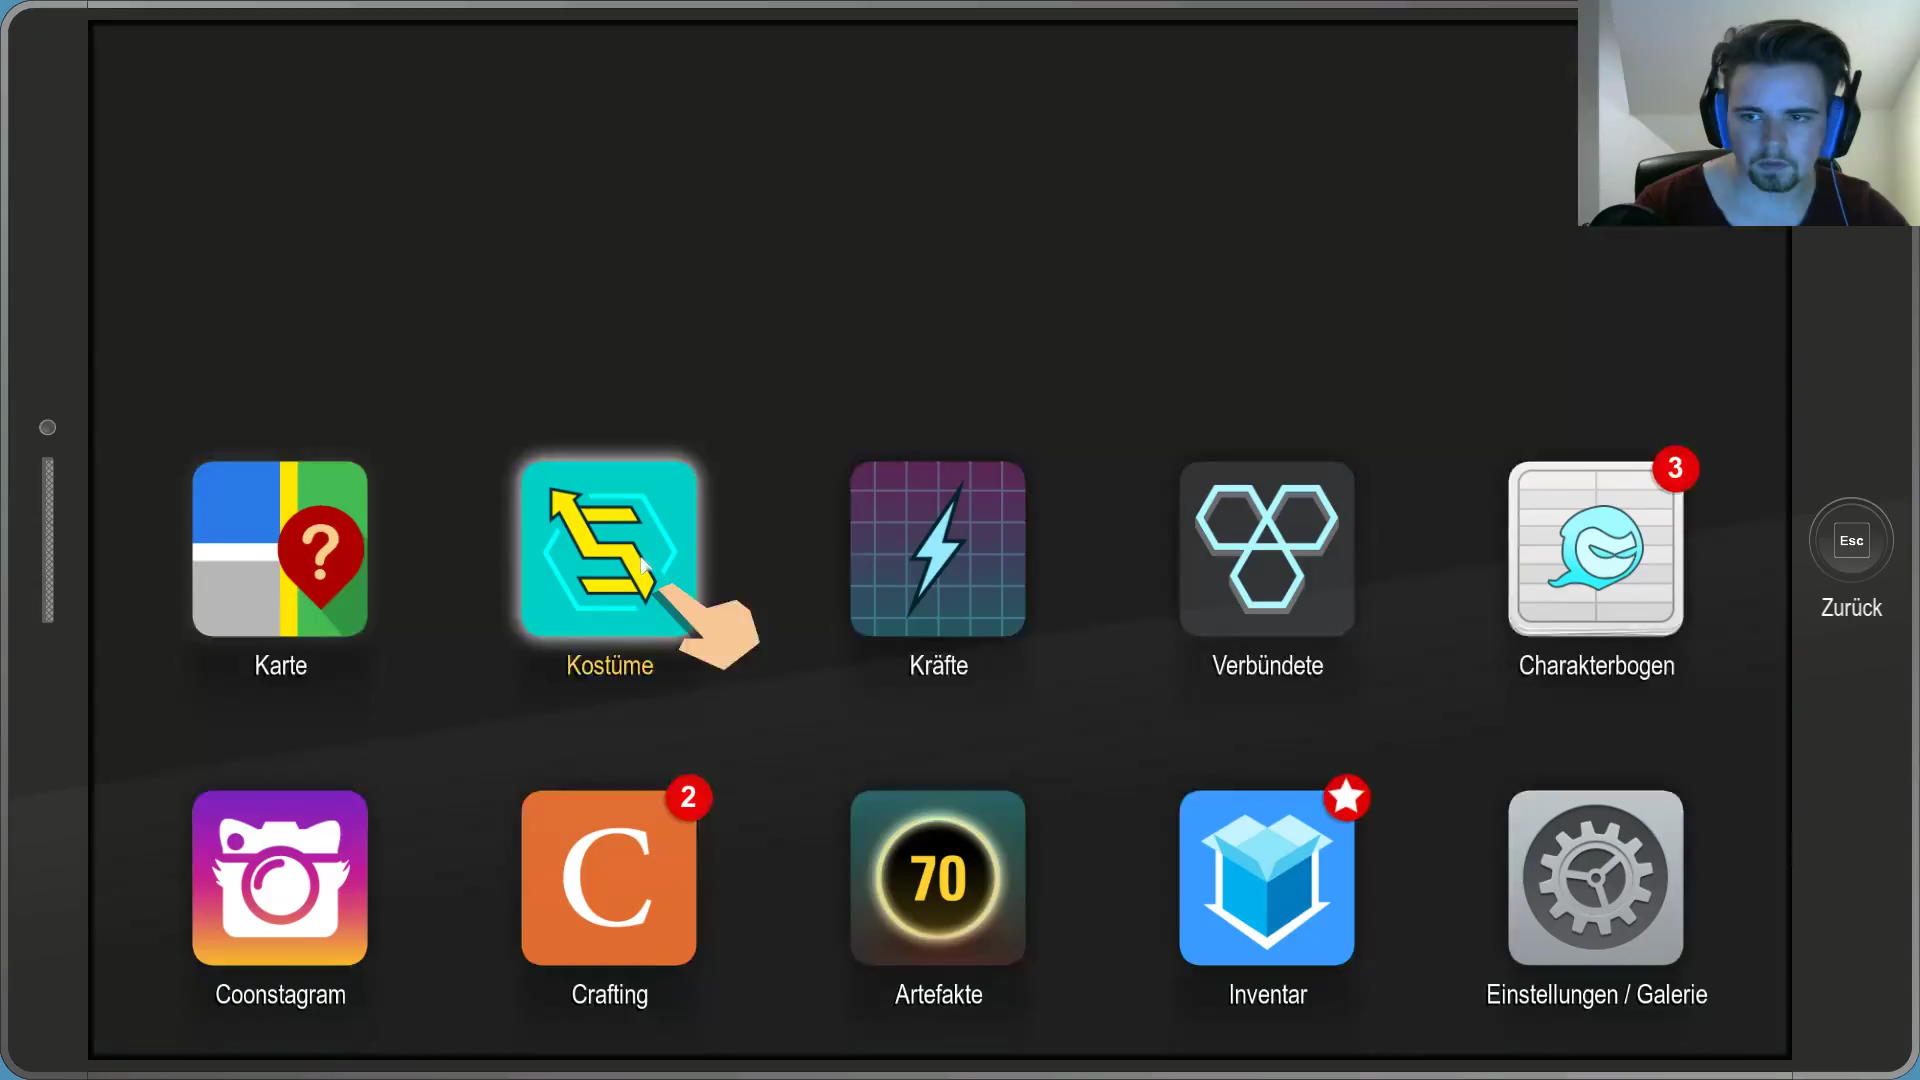 3
Esc
Zurück
?
Karte
Kostüme
Kräfte
Verbündete
Charakterbogen
2
C
70
Coonstagram
Crafting
Artefakte
Inventar
Einstellungen / Galerie